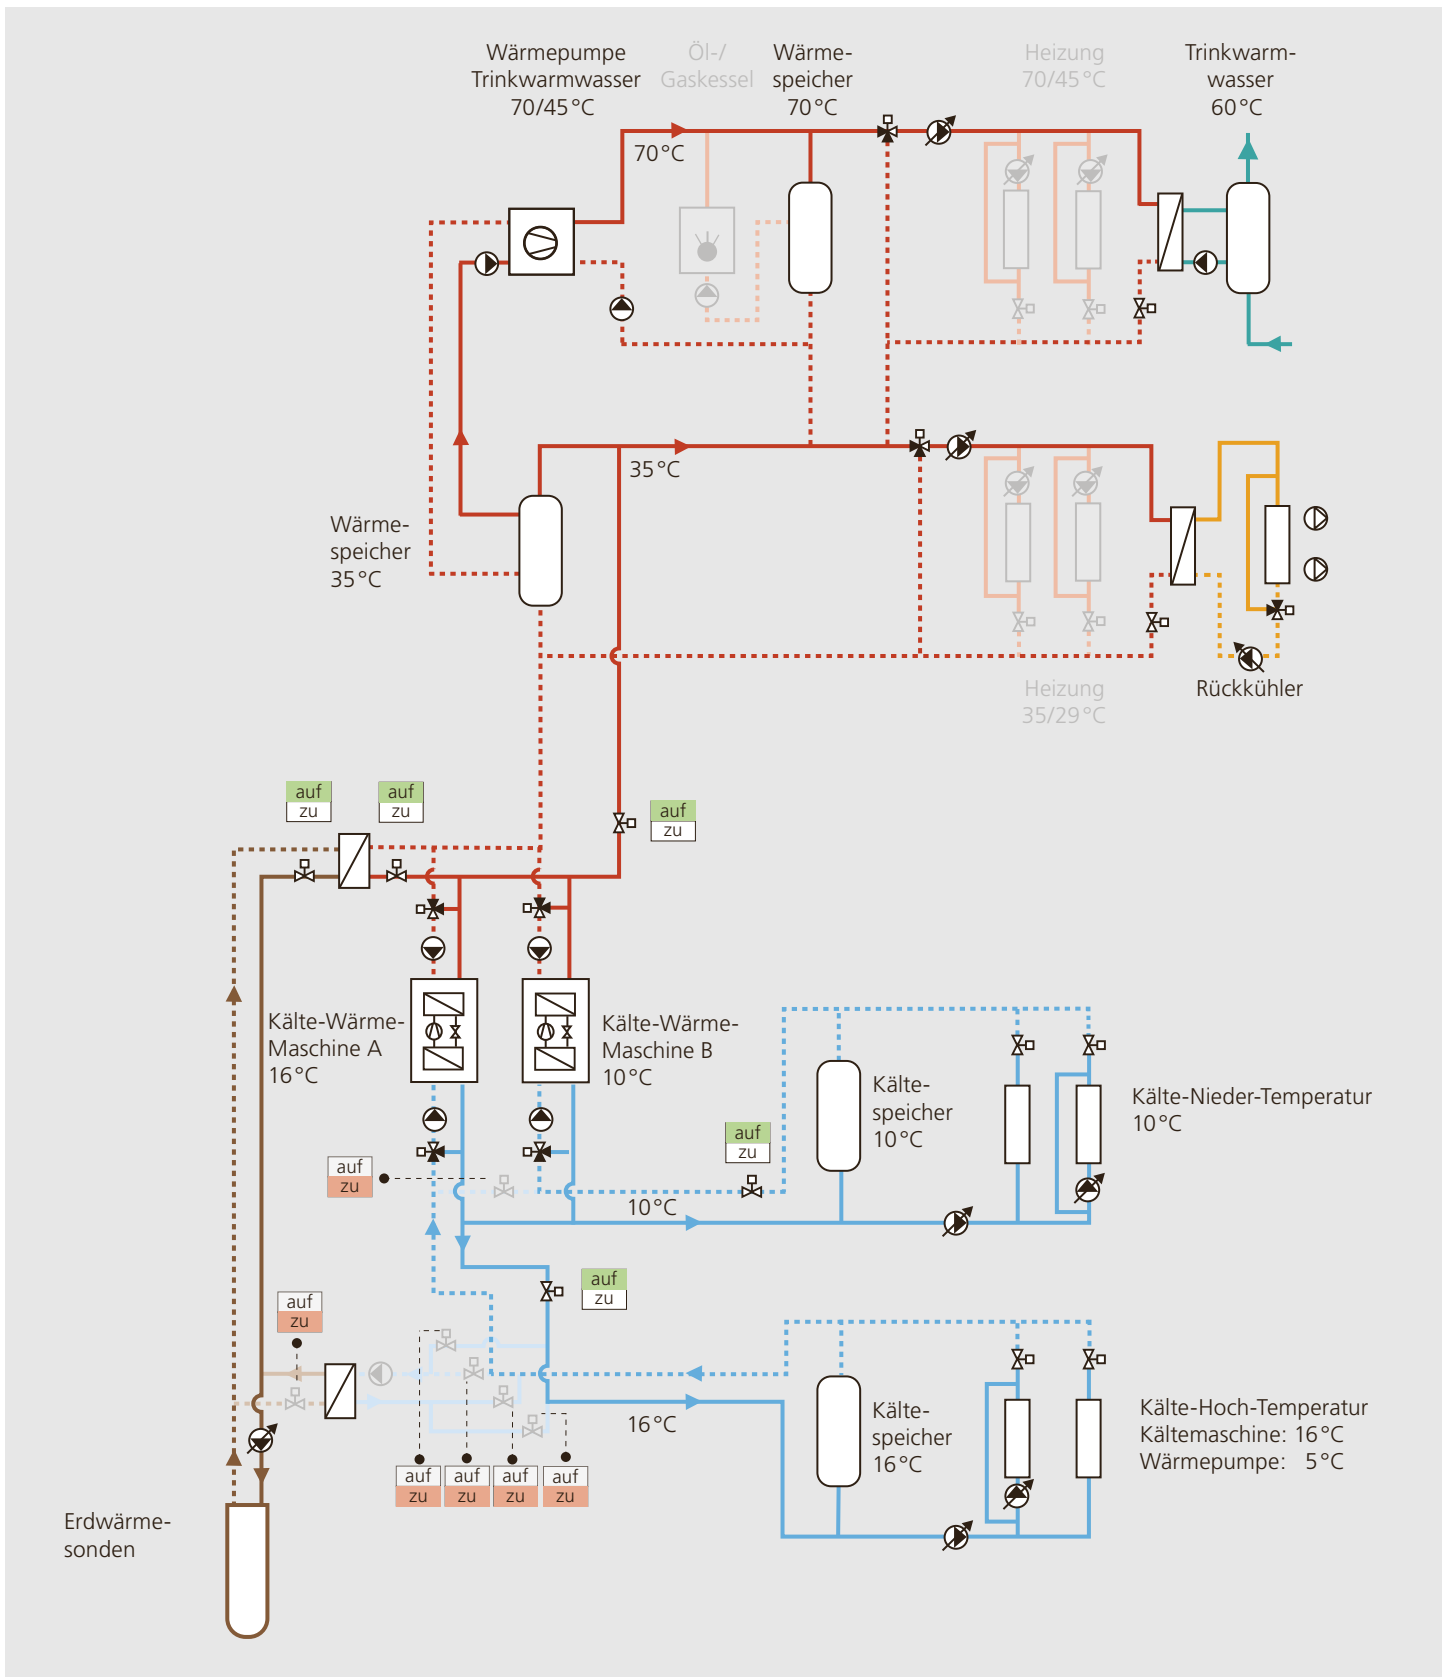 Wärmepumpe
Trinkwarmwasser
70/45°C
Öl-/
Gaskessel
Wärme-
speicher
70°C
Heizung
70/45°C
Trinkwarm-
wasser
60°C
70°C
35°C
Wärme-
speicher
35°C
Heizung
35/29°C
Rückkühler
auf
zu
auf
zu
auf
zu
Kälte-Wärme-
Maschine A
16°C
Kälte-Wärme-
Maschine B
10°C
Kälte-
speicher
10°C
Kälte-Nieder-Temperatur
10°C
auf
zu
auf
zu
10°C
auf
zu
auf
zu
16°C
Kälte-
speicher
16°C
Kälte-Hoch-Temperatur
Kältemaschine: 16°C
Wärmepumpe: 5°C
auf
zu
auf
zu
auf
zu
auf
zu
Erdwärme-
sonden